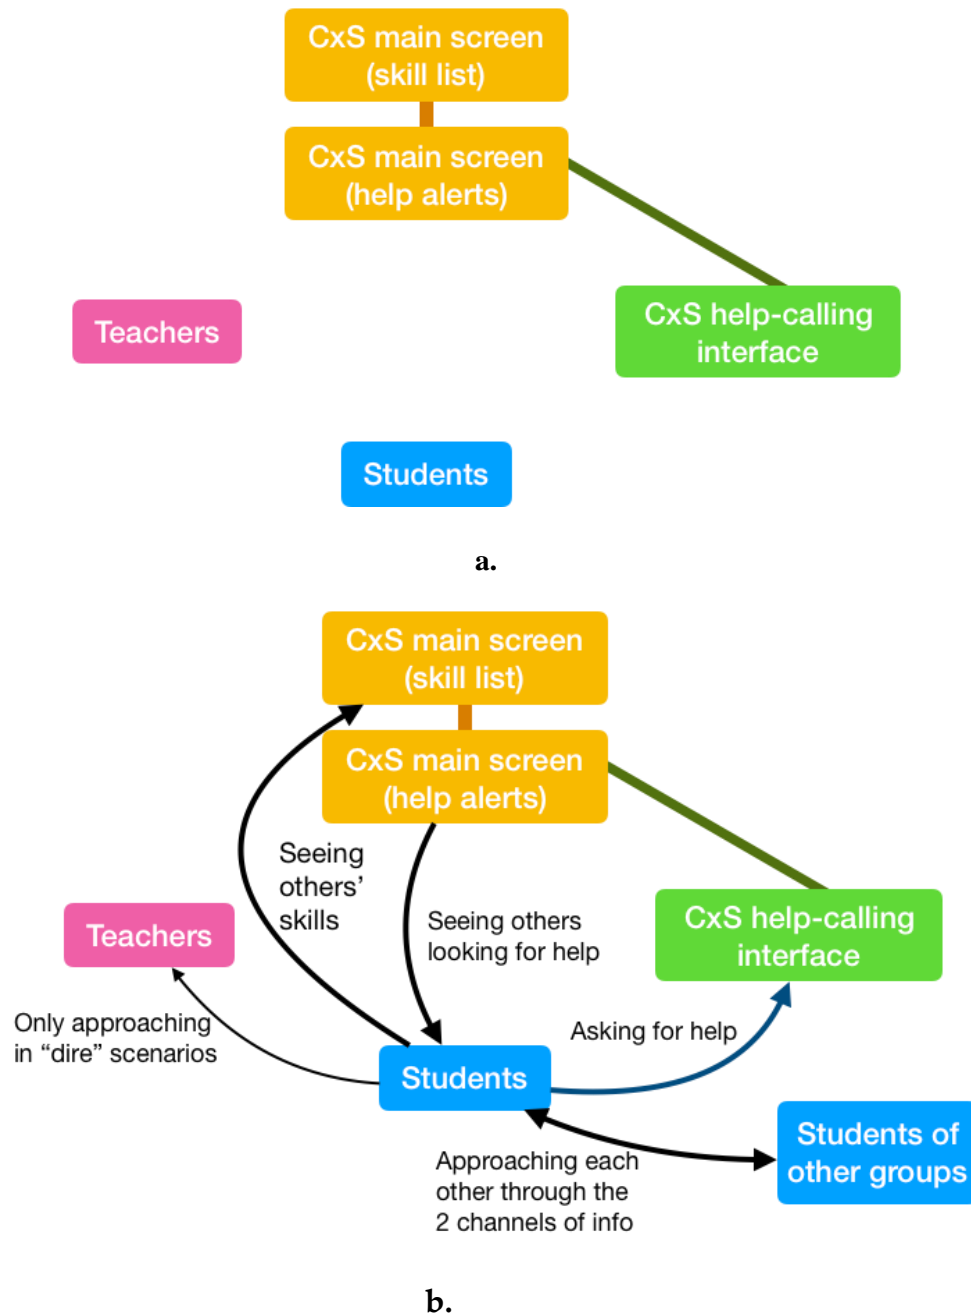 CxS main screen
(skill list)
CxS main screen
(help alerts)
Teachers
CxS help-calling
interface
Students
a.
CxS main screen
(skill list)
CxS main screen
(help alerts)
Seeing
others’
skills
Seeing others
looking for help
Teachers
CxS help-calling
interface
Only approaching
in “dire” scenarios
Asking for help
Students
Students of
other groups
Approaching each
other through the
2 channels of info
b.